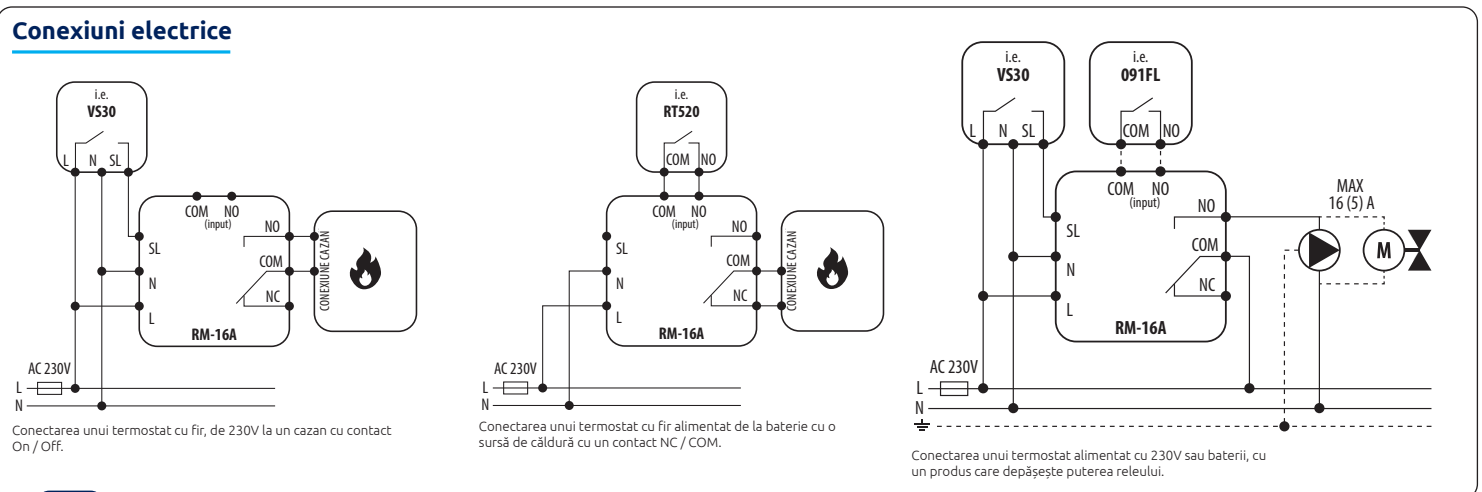 Conexiuni electrice
i.e.
VS30
L N SL
COM NO
(input)
NO
SL
COM
N
NC
L
RM-16A
CONEXIUNE CAZAN
AC 230V
L
N
Conectarea unui termostat cu fir, de 230V la un cazan cu contact
On / Off.
i.e.
RT520
COM NO
COM NO
(input)
NO
SL
COM
N
NC
L
RM-16A
CONEXIUNE CAZAN
AC 230V
L
N
Conectarea unui termostat cu fir alimentat de la baterie cu o
sursă de căldură cu un contact NC / COM.
i.e.
VS30
L N SL
i.e.
091FL
COM NO
COM NO
(input)
NO
SL
COM
N
NC
L
RM-16A
MAX
16 (5) A
M
AC 230V
L
N
Conectarea unui termostat alimentat cu 230V sau baterii, cu
un produs care depășește puterea releului.